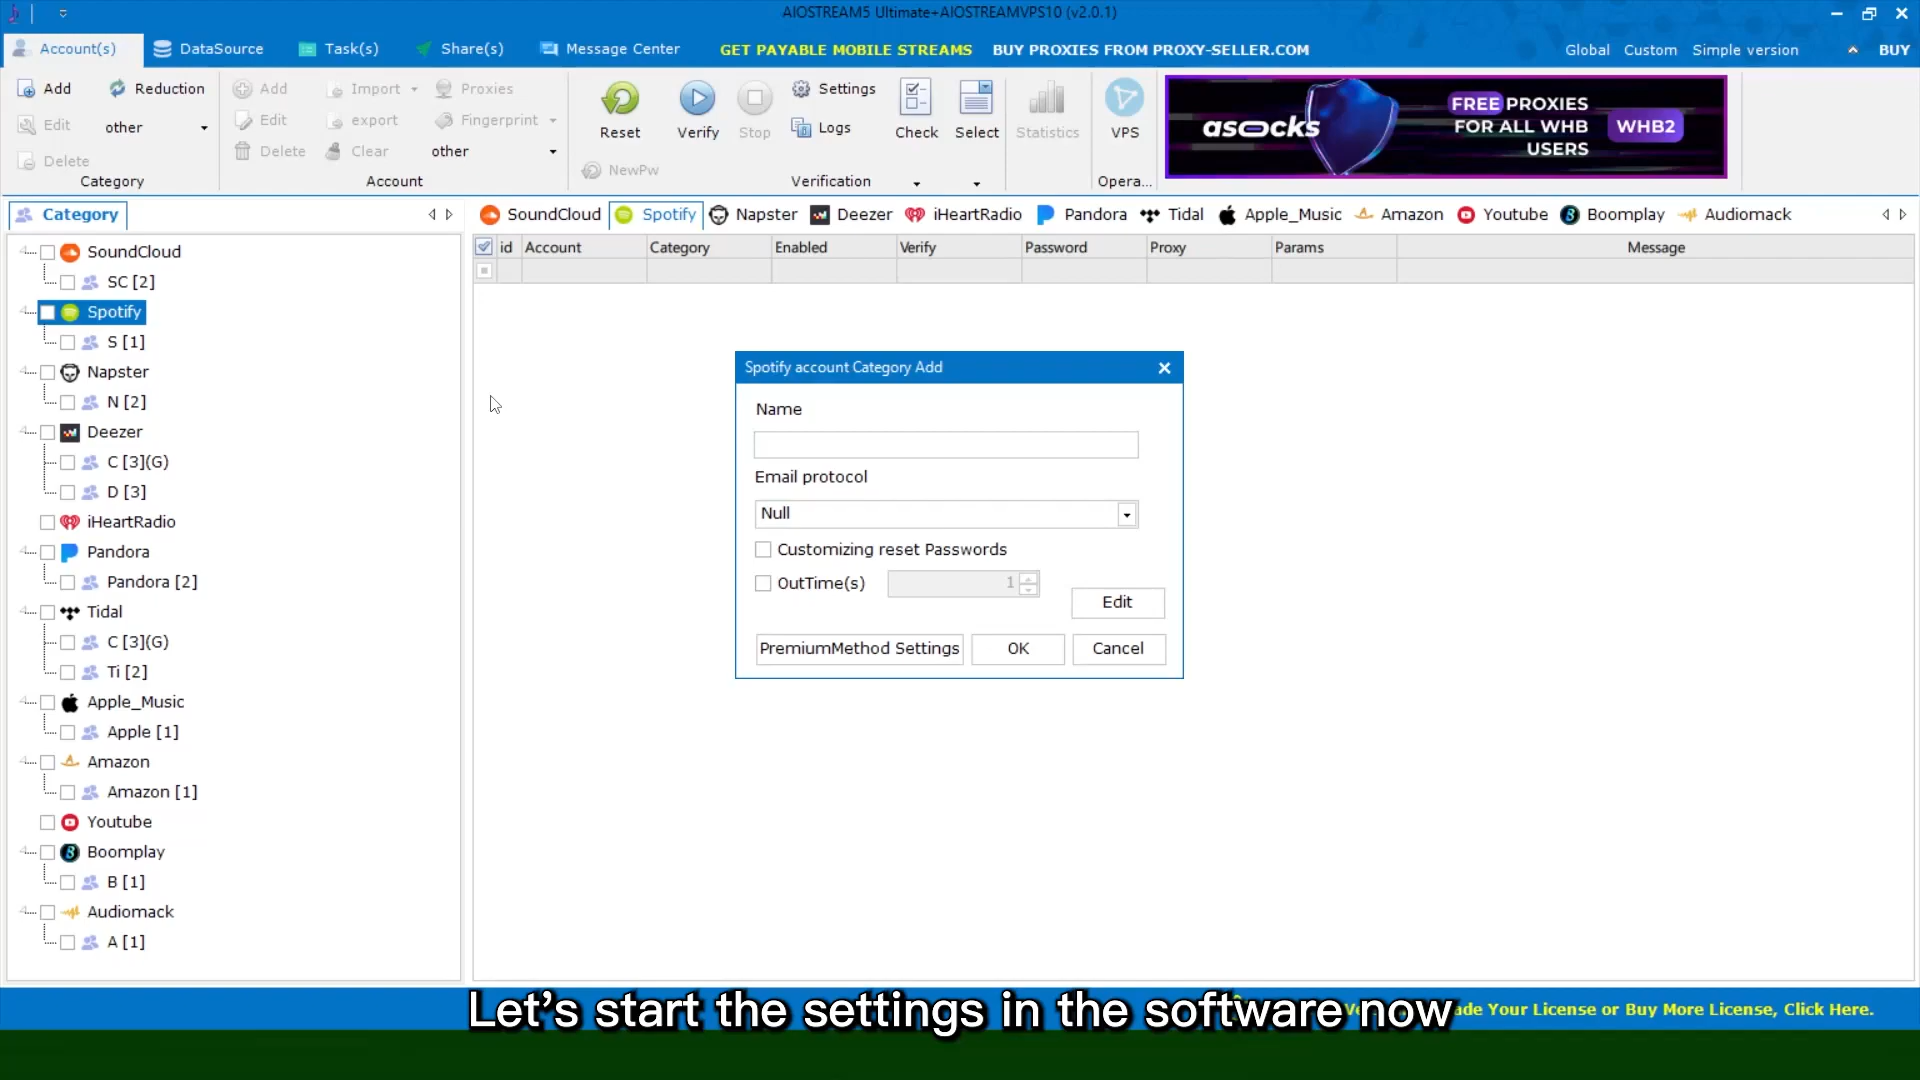 AIOSTREAM5 Ultimate+AIOSTREAMVPS10 (v2.0.1)
Account(s) DataSource Task(s) Share(s) Message Center GET PAYABLE MOBILE STREAMS BUY PROXIES FROM PROXY-SELLER.COM Global Custom Simple version BUY
Add Reduction
Edit other
Delete
Category
Add Import Proxies
Edit export Fingerprint
Delete Clear other
Account
Reset Verify Stop Settings
Logs
NewPw
Check Select
Verification
Statistics
VPS
Opera...
asocks
FREE PROXIES
FOR ALL WHB
USERS
WHB2
Category
SoundCloud Spotify Napster Deezer iHeartRadio Pandora Tidal Apple_Music Amazon Youtube Boomplay Audiomack
id Account Category Enabled Verify Password Proxy Params Message
SoundCloud
SC [2]
Spotify
S [1]
Napster
N [2]
Deezer
C [3](G)
D [3]
iHeartRadio
Pandora
Pandora [2]
Tidal
C [3](G)
Ti [2]
Apple_Music
Apple [1]
Amazon
Amazon [1]
Youtube
Boomplay
B [1]
Audiomack
A [1]
Spotify account Category Add
Name
Email protocol
Null
Customizing reset Passwords
OutTime(s) 1
Edit
PremiumMethod Settings OK Cancel
Let's start the settings in the software now
Your License or Buy More License, Click Here.